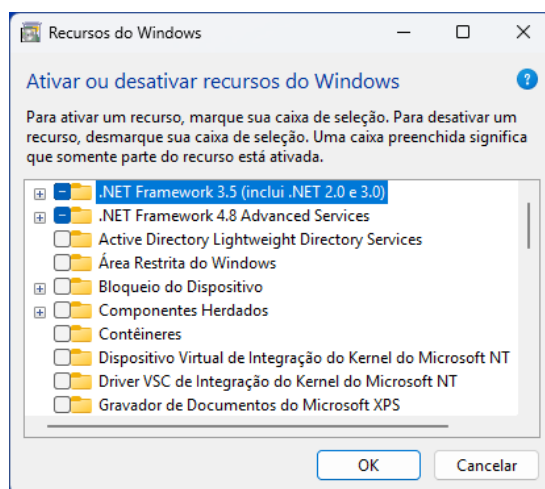 Recursos do Windows
Ativar ou desativar recursos do Windows
Para ativar um recurso, marque sua caixa de seleção. Para desativar um
recurso, desmarque sua caixa de seleção. Uma caixa preenchida significa
que somente parte do recurso está ativada.
.NET Framework 3.5 (inclui .NET 2.0 e 3.0)
.NET Framework 4.8 Advanced Services
Active Directory Lightweight Directory Services
Área Restrita do Windows
Bloqueio do Dispositivo
Componentes Herdados
Contêineres
Dispositivo Virtual de Integração do Kernel do Microsoft NT
Driver VSC de Integração do Kernel do Microsoft NT
Gravador de Documentos do Microsoft XPS
OK Cancelar